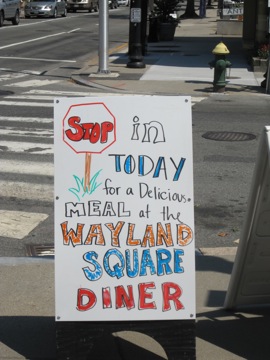 STOP in
TODAY
for a Delicious
MEAL at the
WAYLAND
SQUARE
DINER